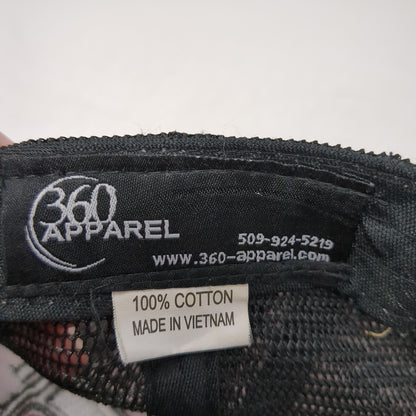 360
APPAREL
509-924-5219
www.360-apparel.com
100% COTTON
MADE IN VIETNAM